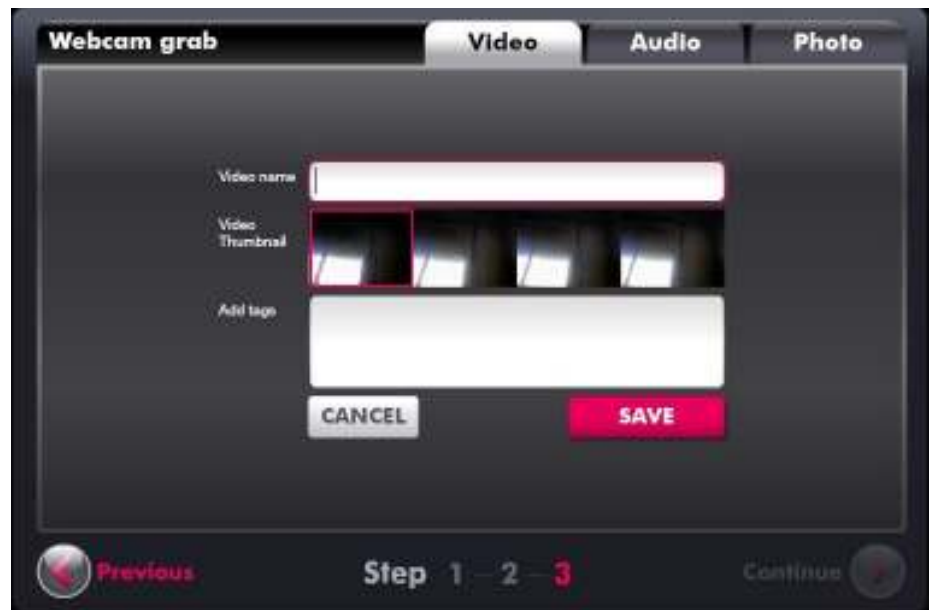 Webcam grab Video Audio Photo
Video name
Video
Thumbnail
Add tags
CANCEL SAVE
Previous Step 1 - 2 - 3 Continue